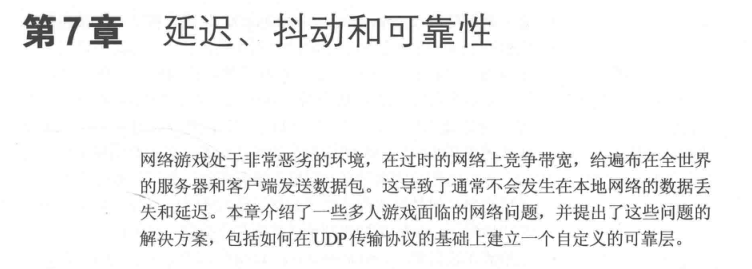 第7章 延迟、抖动和可靠性
网络游戏处于非常恶劣的环境，在过时的网络上竞争带宽，给遍布在全世界
的服务器和客户端发送数据包。这导致了通常不会发生在本地网络的数据丢
失和延迟。本章介绍了一些多人游戏面临的网络问题，并提出了这些问题的
解决方案，包括如何在UDP传输协议的基础上建立一个自定义的可靠层。